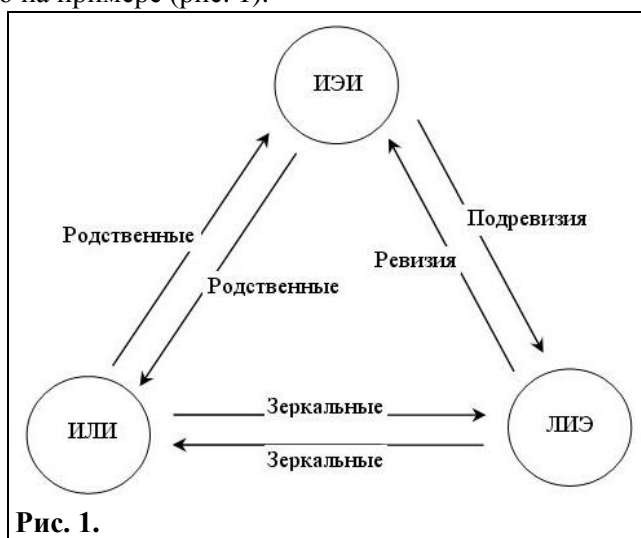 о на примере (рис. 1).
ИЭИ
Подревизия
Родственные
Ревизия
Родственные
Зеркальные
ИЛИ
ЛИЭ
Зеркальные
Рис. 1.